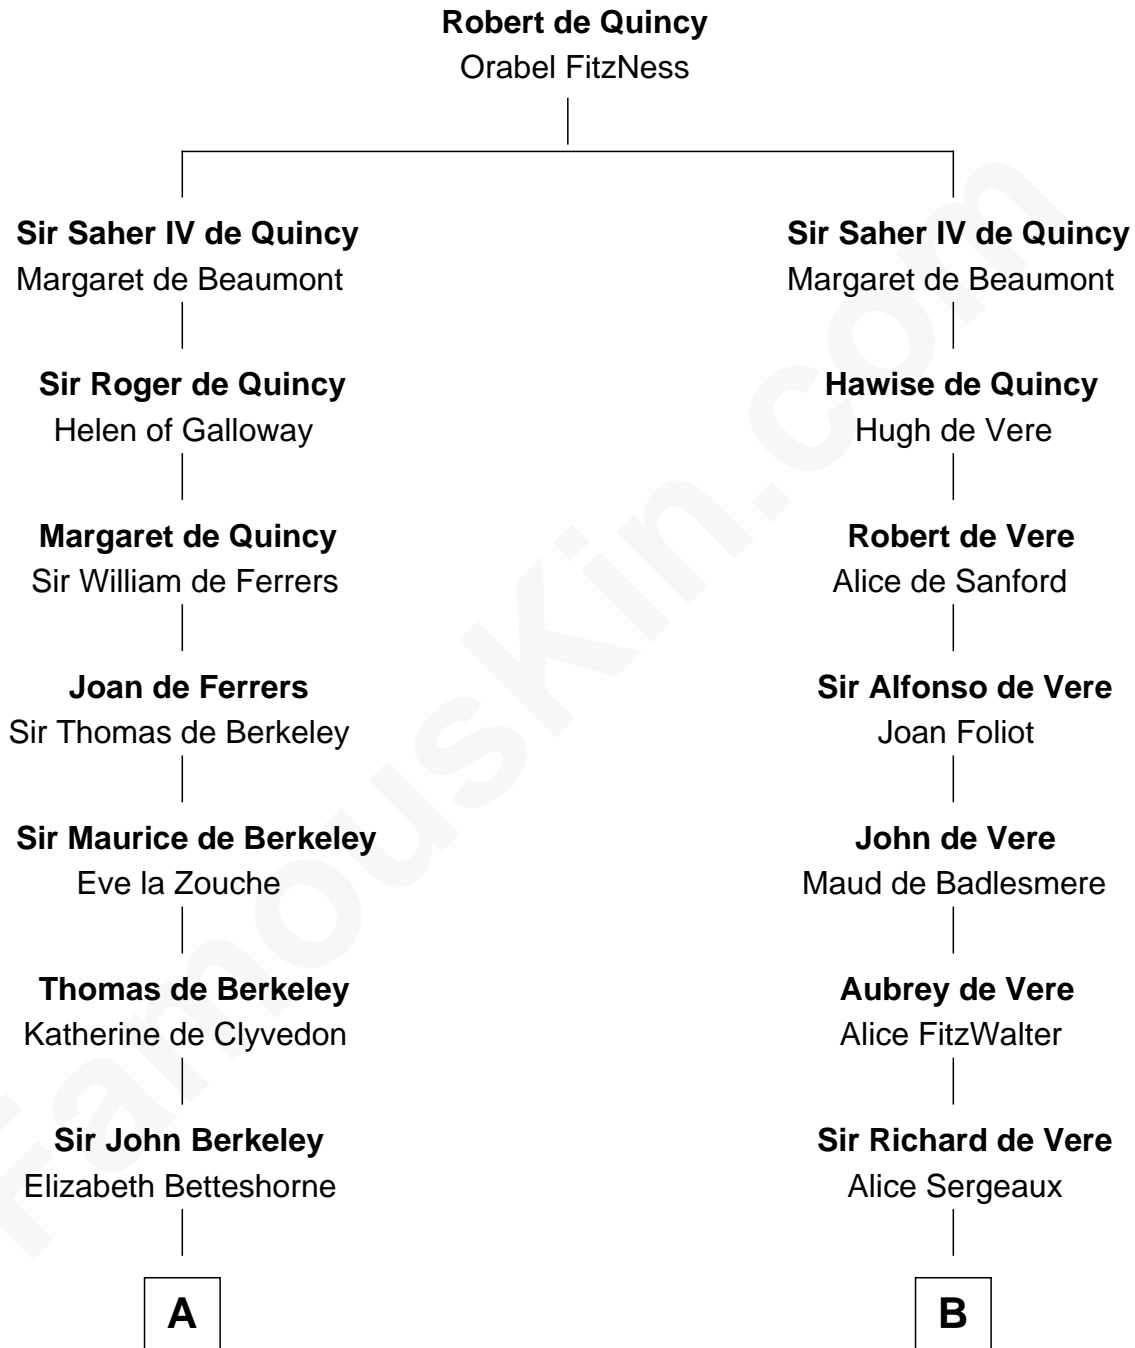 Robert de Quincy
Orabel FitzNess
Sir Saher IV de Quincy
Margaret de Beaumont
Sir Saher IV de Quincy
Margaret de Beaumont
Sir Roger de Quincy
Helen of Galloway
Hawise de Quincy
Hugh de Vere
Margaret de Quincy
Sir William de Ferrers
Robert de Vere
Alice de Sanford
Joan de Ferrers
Sir Thomas de Berkeley
Sir Alfonso de Vere
Joan Foliot
Sir Maurice de Berkeley
Eve la Zouche
John de Vere
Maud de Badlesmere
Thomas de Berkeley
Katherine de Clyvedon
Aubrey de Vere
Alice FitzWalter
Sir John Berkeley
Elizabeth Betteshorne
Sir Richard de Vere
Alice Sergeaux
A
B
FamousKin.com